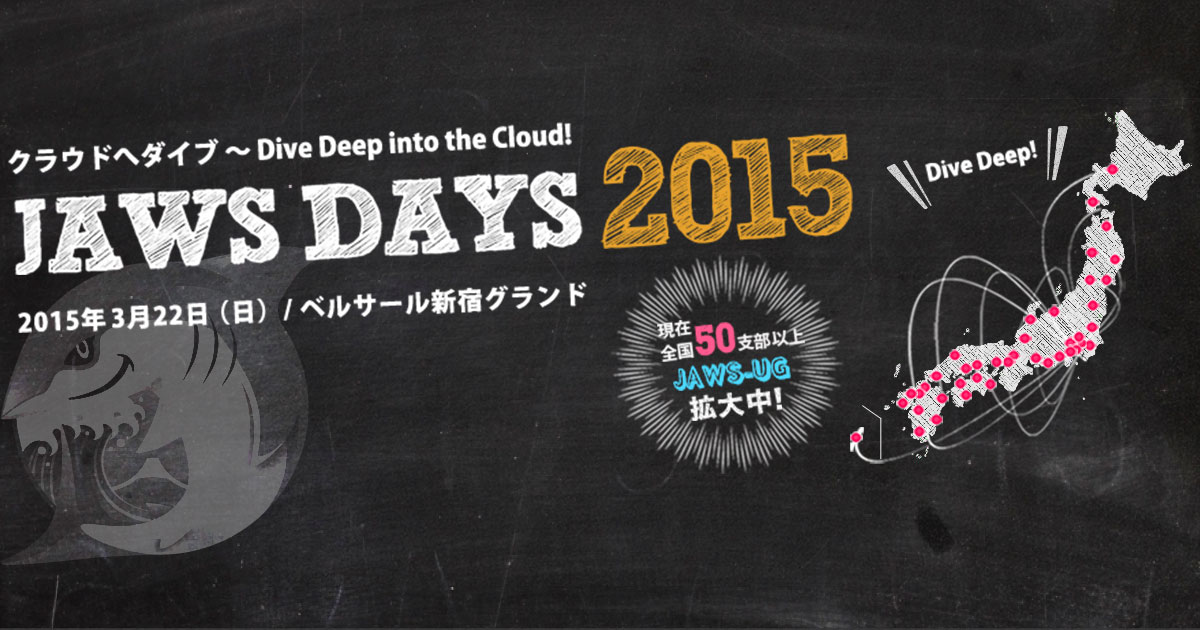 クラウドへダイブ ～ Dive Deep into the Cloud!
JAWS DAYS 2015
2015年 3月22日（日）/ ベルサール新宿グランド
現在
全国50支部以上
JAWS-UG
拡大中!
Dive Deep!